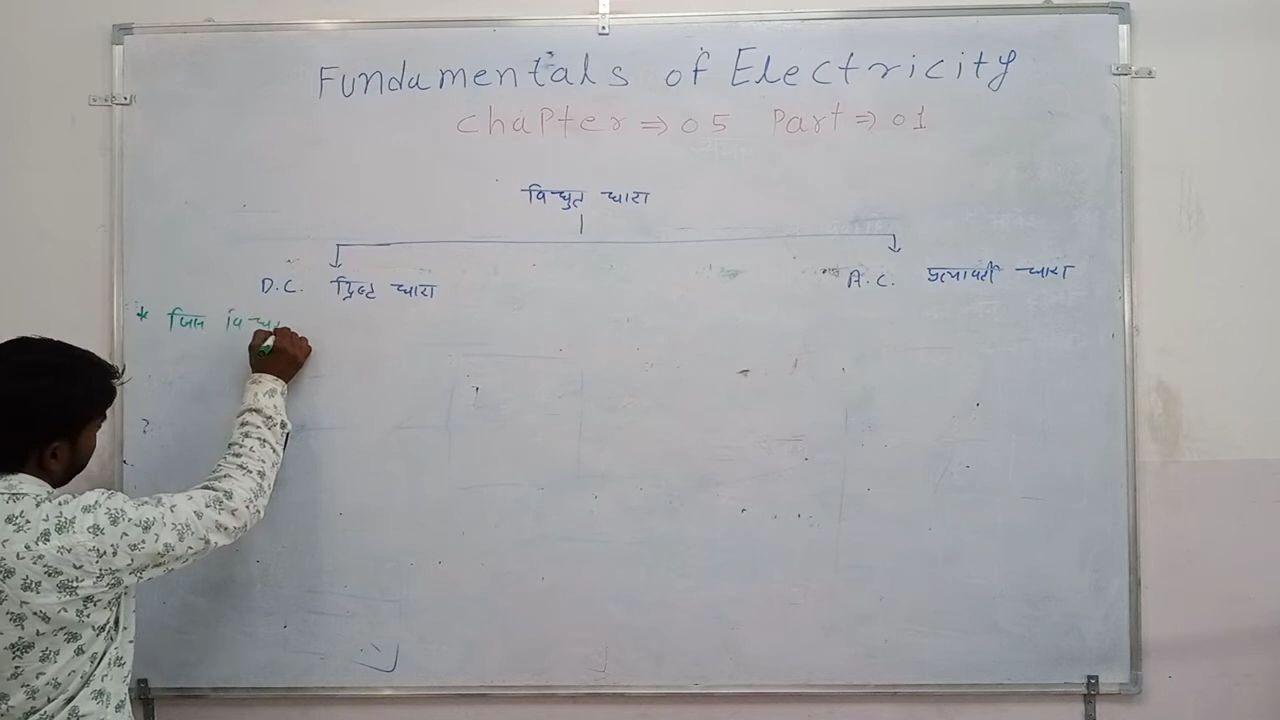 Fundamentals of Electricity
Chapter ⇒ 05 Part ⇒ 01
विद्युत धारा
D.C. दिष्ट धारा A.C. प्रत्यावर्ती धारा
* जिस